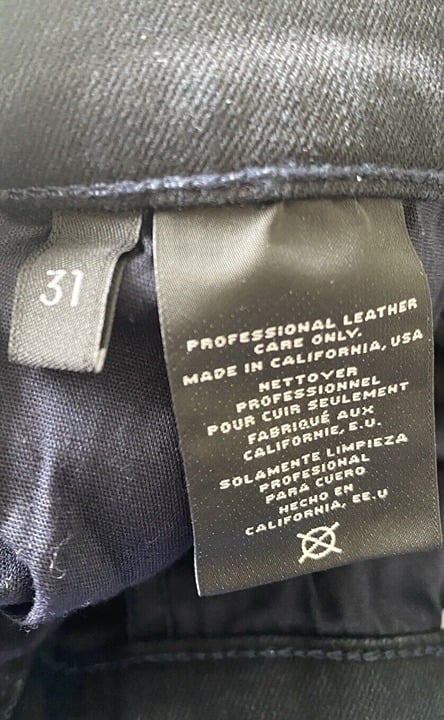 31
PROFESSIONAL LEATHER
CARE ONLY.
MADE IN CALIFORNIA, USA
NETTOYER
PROFESSIONNEL
POUR CUIR SEULEMENT
FABRIQUÉ AUX
CALIFORNIE, E.U.
SOLAMENTE LIMPIEZA
PROFESIONAL
PARA CUERO
HECHO EN
CALIFORNIA, EE.U